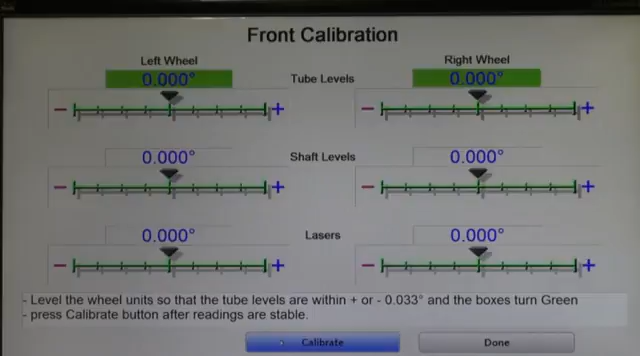 Front Calibration
Left Wheel Right Wheel
0.000° Tube Levels 0.000°
− + − +
0.000° Shaft Levels 0.000°
− + − +
0.000° Lasers 0.000°
− + − +
- Level the wheel units so that the tube levels are within + or - 0.033° and the boxes turn Green
- press Calibrate button after readings are stable.
Calibrate Done